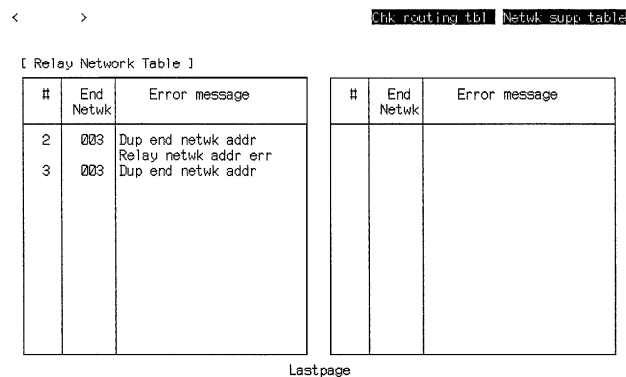 < > Chk routing tbl Netwk supp table
[ Relay Network Table ]
# End Netwk Error message # End Netwk Error message
2 003 Dup end netwk addr
Relay netwk addr err
3 003 Dup end netwk addr
Lastpage